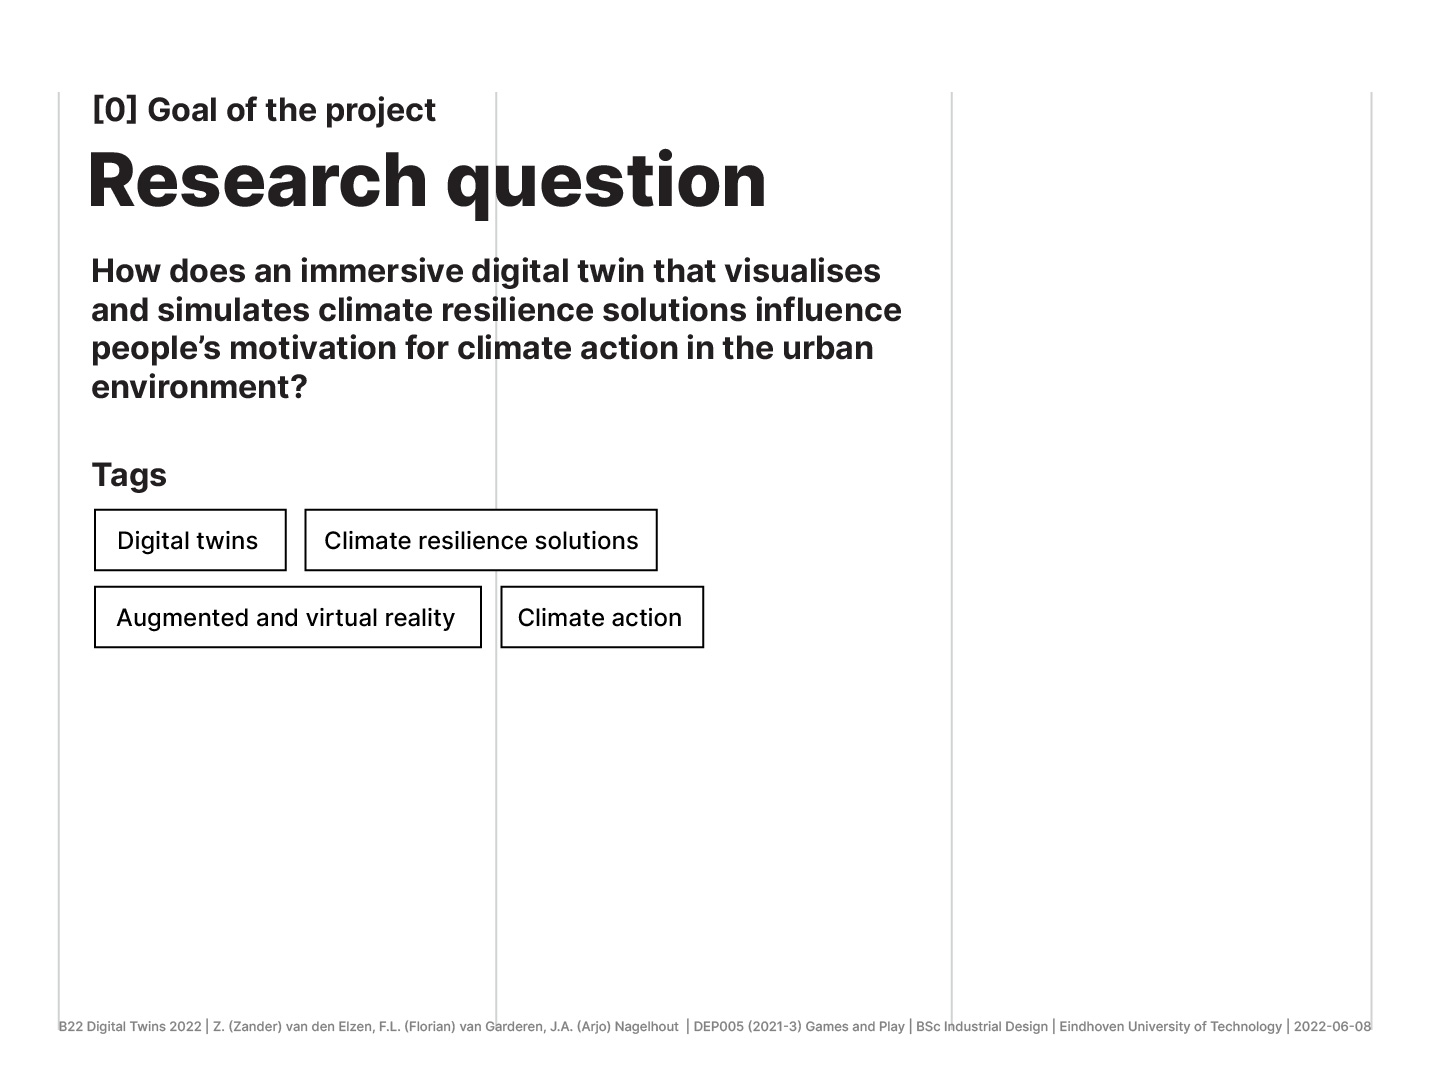 [0] Goal of the project
Research question
How does an immersive digital twin that visualises
and simulates climate resilience solutions influence
people’s motivation for climate action in the urban
environment?
Tags
Digital twins
Climate resilience solutions
Augmented and virtual reality
Climate action
B22 Digital Twins 2022 | Z. (Zander) van den Elzen, F.L. (Florian) van Garderen, J.A. (Arjo) Nagelhout | DEP005 (2021-3) Games and Play | BSc Industrial Design | Eindhoven University of Technology | 2022-06-08